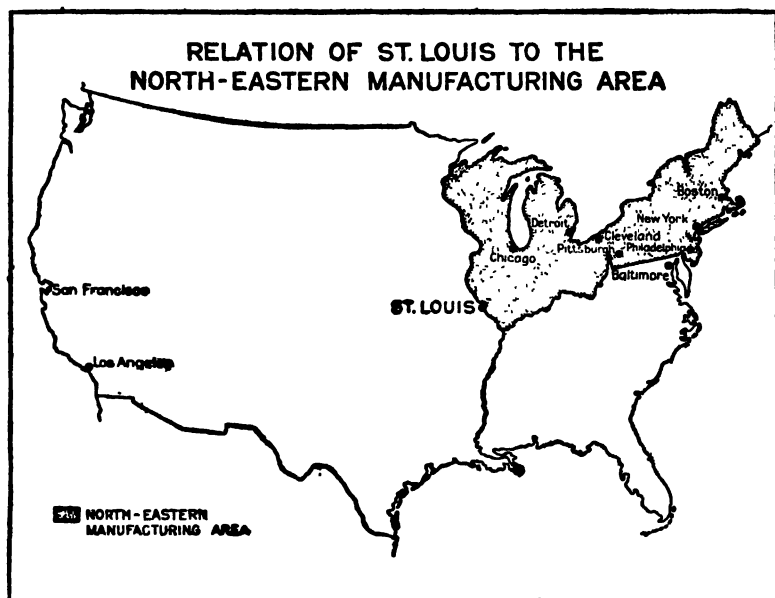 RELATION OF ST. LOUIS TO THE
NORTH-EASTERN MANUFACTURING AREA
Boston
New York
Detroit
Cleveland
Pittsburgh
Philadelphia
Chicago
Baltimore
San Francisco
ST. LOUIS
Los Angeles
NORTH-EASTERN
MANUFACTURING AREA